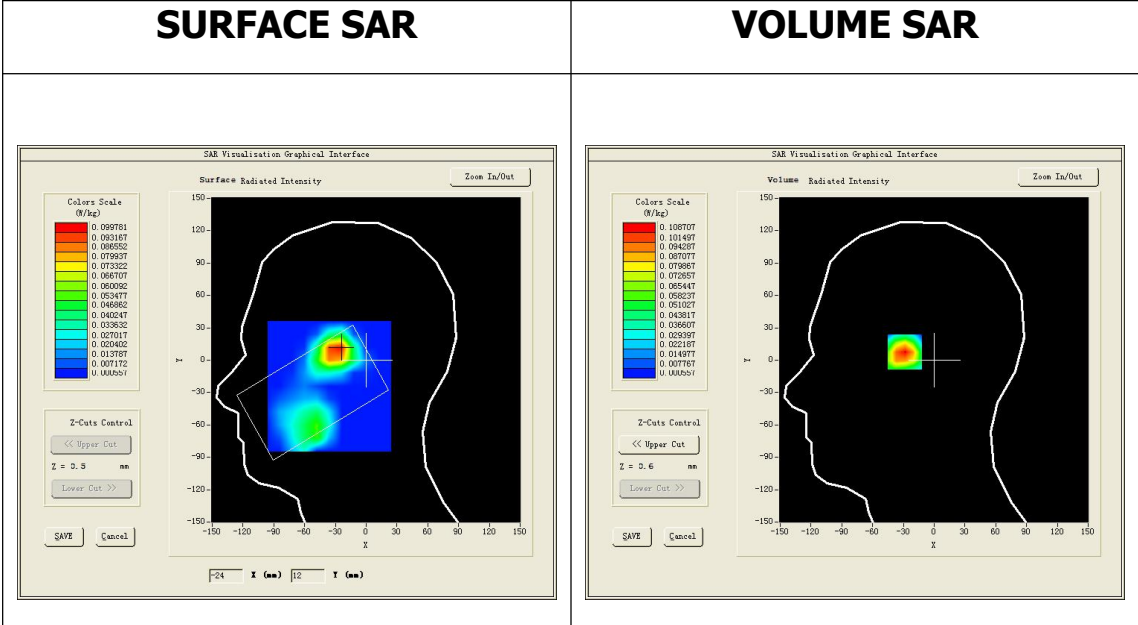 SURFACE SAR
VOLUME SAR
SAR Visualisation Graphical Interface
Surface Radiated Intensity
Zoom In/Out
Colors Scale
(W/kg)
0.099781
0.093167
0.086552
0.079937
0.073322
0.066707
0.060092
0.053477
0.046862
0.040247
0.033632
0.027017
0.020402
0.013787
0.007172
0.000557
Z-Cuts Control
<< Upper Cut
Z = 0.5 mm
Lower Cut >>
SAVE
Cancel
150
120
90
60
30
0
-30
-60
-90
-120
-150
Y
-150 -120 -90 -60 -30 0 30 60 90 120 150
X
-24 X (mm) 12 Y (mm)
SAR Visualisation Graphical Interface
Volume Radiated Intensity
Zoom In/Out
Colors Scale
(W/kg)
0.108707
0.101497
0.094287
0.087077
0.079867
0.072657
0.065447
0.058237
0.051027
0.043817
0.036607
0.029397
0.022187
0.014977
0.007767
0.000557
Z-Cuts Control
<< Upper Cut
Z = 0.6 mm
Lower Cut >>
SAVE
Cancel
150
120
90
60
30
0
-30
-60
-90
-120
-150
Y
-150 -120 -90 -60 -30 0 30 60 90 120 150
X